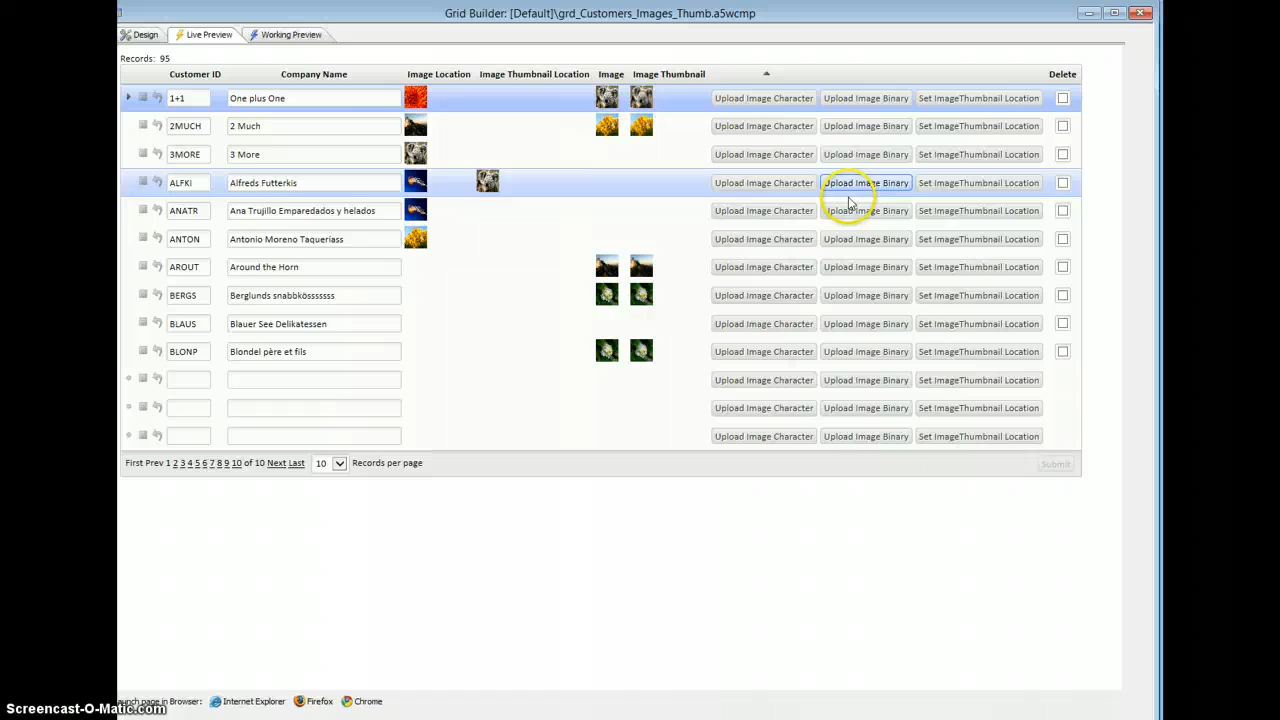 Grid Builder: [Default]\grd_Customers_Images_Thumb.a5wcmp
Design Live Preview Working Preview
Records: 95
Customer ID Company Name Image Location Image Thumbnail Location Image Image Thumbnail Delete
1+1 One plus One Upload Image Character Upload Image Binary Set ImageThumbnail Location
2MUCH 2 Much Upload Image Character Upload Image Binary Set ImageThumbnail Location
3MORE 3 More Upload Image Character Upload Image Binary Set ImageThumbnail Location
ALFKI Alfreds Futterkis Upload Image Character Upload Image Binary Set ImageThumbnail Location
ANATR Ana Trujillo Emparedados y helados Upload Image Character Upload Image Binary Set ImageThumbnail Location
ANTON Antonio Moreno Taqueriass Upload Image Character Upload Image Binary Set ImageThumbnail Location
AROUT Around the Horn Upload Image Character Upload Image Binary Set ImageThumbnail Location
BERGS Berglunds snabbkösssssss Upload Image Character Upload Image Binary Set ImageThumbnail Location
BLAUS Blauer See Delikatessen Upload Image Character Upload Image Binary Set ImageThumbnail Location
BLONP Blondel père et fils Upload Image Character Upload Image Binary Set ImageThumbnail Location
Upload Image Character Upload Image Binary Set ImageThumbnail Location
Upload Image Character Upload Image Binary Set ImageThumbnail Location
Upload Image Character Upload Image Binary Set ImageThumbnail Location
First Prev 1 2 3 4 5 6 7 8 9 10 of 10 Next Last 10 Records per page Submit
page in Browser: Internet Explorer Firefox Chrome
Screencast-O-Matic.com